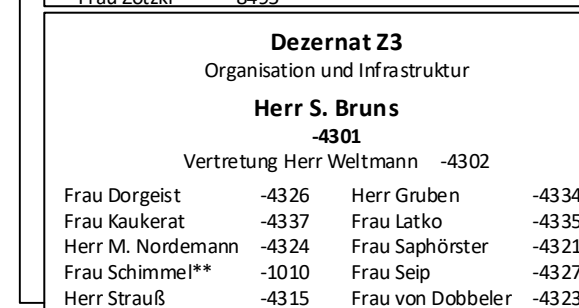 Dezernat Z3
Organisation und Infrastruktur
Herr S. Bruns
-4301
Vertretung Herr Weltmann -4302
Frau Dorgeist -4326 Herr Gruben -4334
Frau Kaukerat -4337 Frau Latko -4335
Herr M. Nordemann -4324 Frau Saphörster -4321
Frau Schimmel** -1010 Frau Seip -4327
Herr Strauß -4315 Frau von Dobbeler -4323